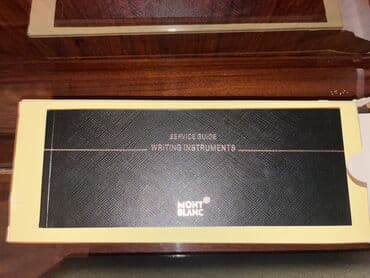 SERVICE GUIDE
WRITING INSTRUMENTS
MONT
BLANC